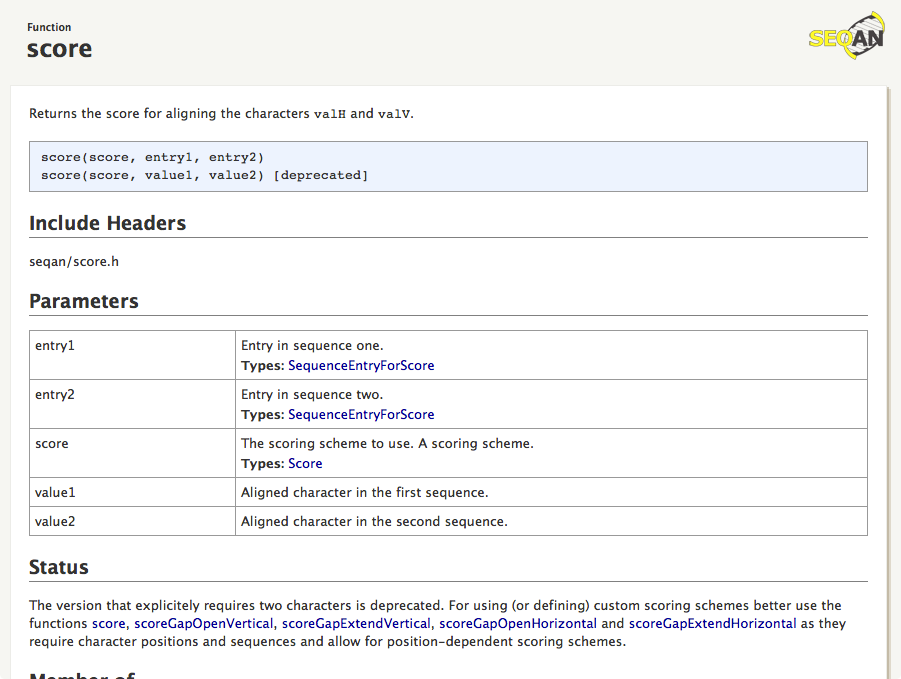 Function
score
SEQAN
Returns the score for aligning the characters valH and valV.
score(score, entry1, entry2)
score(score, value1, value2) [deprecated]
Include Headers
seqan/score.h
Parameters
entry1 Entry in sequence one.
Types: SequenceEntryForScore
entry2 Entry in sequence two.
Types: SequenceEntryForScore
score The scoring scheme to use. A scoring scheme.
Types: Score
value1 Aligned character in the first sequence.
value2 Aligned character in the second sequence.
Status
The version that explicitely requires two characters is deprecated. For using (or defining) custom scoring schemes better use the
functions score, scoreGapOpenVertical, scoreGapExtendVertical, scoreGapOpenHorizontal and scoreGapExtendHorizontal as they
require character positions and sequences and allow for position-dependent scoring schemes.
Member of